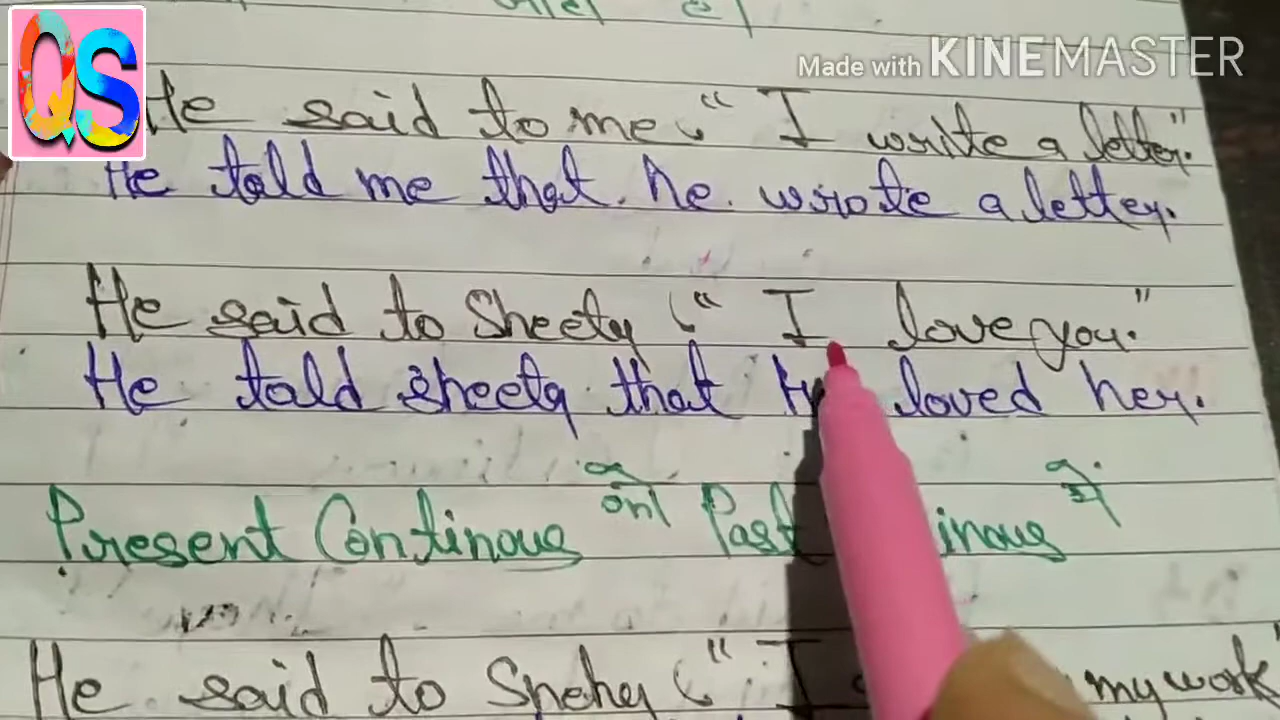 QS
Made with KINEMASTER
He said to me, "I write a letter."
He told me that he wrote a letter.
He said to Sheety, "I love you."
He told sheety that he loved her.
Present Continous को Past inous में
He said to Snehy, "I my work"